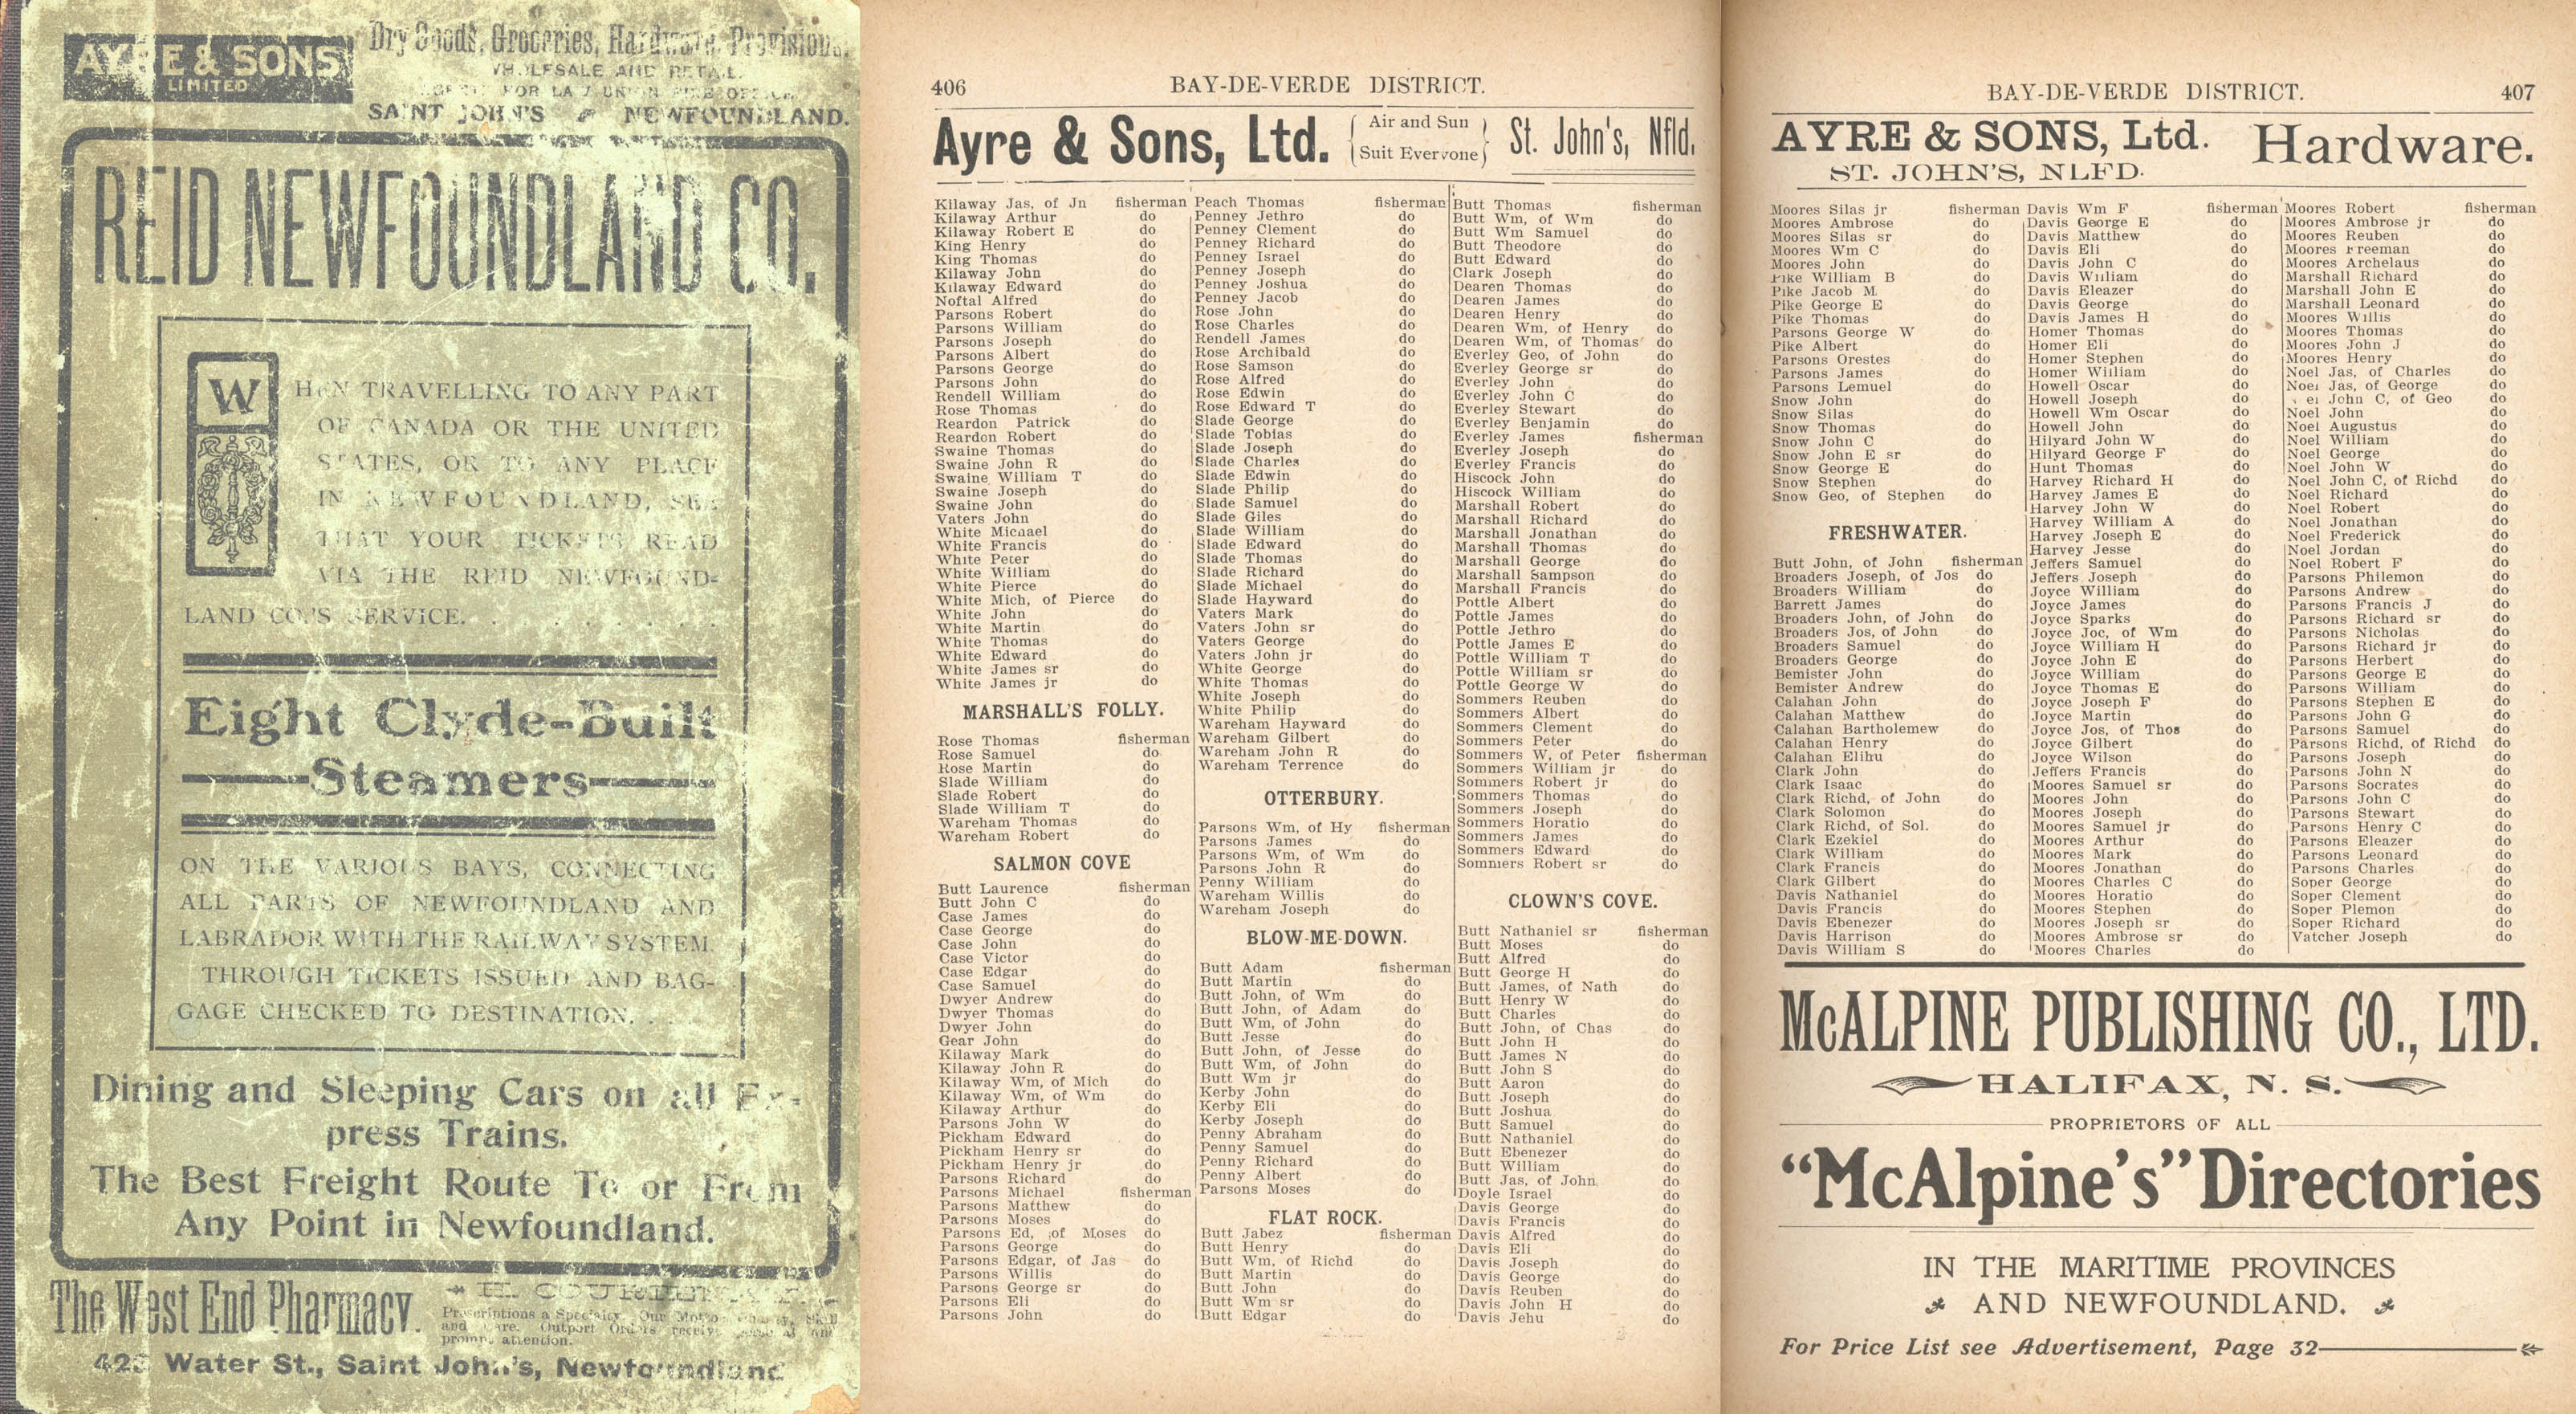 AYRE & SONS
LIMITED
Dry Goods, Groceries, Hardware, Provisions.
WHOLESALE AND RETAIL.
SAINT JOHN'S NEWFOUNDLAND.
REID NEWFOUNDLAND CO.
WHEN TRAVELLING TO ANY PART
OF CANADA OR THE UNITED
STATES, OR TO ANY PLACE
IN NEWFOUNDLAND, SEE
THAT YOUR TICKETS READ
VIA THE REID NEWFOUND-
LAND CO.'S SERVICE. . . . . . .
Eight Clyde-Built
Steamers
ON THE VARIOUS BAYS, CONNECTING
ALL PARTS OF NEWFOUNDLAND AND
LABRADOR WITH THE RAILWAY SYSTEM.
THROUGH TICKETS ISSUED AND BAG-
GAGE CHECKED TO DESTINATION. . .
Dining and Sleeping Cars on all Ex-
press Trains.
The Best Freight Route To or From
Any Point in Newfoundland.
The West End Pharmacy.
Prescriptions a Specialty. Our Motto
and Care. Outport Orders
prompt attention.
Water St., Saint John's, Newfoundland
406 BAY-DE-VERDE DISTRICT.
Ayre & Sons, Ltd. { Air and Sun Suit Everyone } St. John's, Nfld.
Kilaway Jas, of Jn fisherman
Kilaway Arthur do
Kilaway Robert E do
King Henry do
King Thomas do
Kilaway John do
Kilaway Edward do
Noftal Alfred do
Parsons Robert do
Parsons William do
Parsons Joseph do
Parsons Albert do
Parsons George do
Parsons John do
Rendell William do
Rose Thomas do
Reardon Patrick do
Reardon Robert do
Swaine Thomas do
Swaine John R do
Swaine William T do
Swaine Joseph do
Swaine John do
Vaters John do
White Michael do
White Francis do
White Peter do
White William do
White Pierce do
White Mich, of Pierce do
White John do
White Martin do
White Thomas do
White Edward do
White James sr do
White James jr do
MARSHALL'S FOLLY.
Rose Thomas fisherman
Rose Samuel do
Rose Martin do
Slade William do
Slade Robert do
Slade William T do
Wareham Thomas do
Wareham Robert do
SALMON COVE
Butt Laurence fisherman
Butt John C do
Case James do
Case George do
Case John do
Case Victor do
Case Edgar do
Case Samuel do
Dwyer Andrew do
Dwyer Thomas do
Dwyer John do
Gear John do
Kilaway Mark do
Kilaway John R do
Kilaway Wm, of Mich do
Kilaway Wm, of Wm do
Kilaway Arthur do
Parsons John W do
Pickham Edward do
Pickham Henry sr do
Pickham Henry jr do
Parsons Richard do
Parsons Michael fisherman
Parsons Matthew do
Parsons Moses do
Parsons Ed, of Moses do
Parsons George do
Parsons Edgar, of Jas do
Parsons Willis do
Parsons George sr do
Parsons Eli do
Parsons John do
Peach Thomas fisherman
Penney Jethro do
Penney Clement do
Penney Richard do
Penney Israel do
Penney Joseph do
Penney Joshua do
Penney Jacob do
Rose John do
Rose Charles do
Rendell James do
Rose Archibald do
Rose Samson do
Rose Alfred do
Rose Edwin do
Rose Edward T do
Slade George do
Slade Tobias do
Slade Joseph do
Slade Charles do
Slade Edwin do
Slade Philip do
Slade Samuel do
Slade Giles do
Slade William do
Slade Edward do
Slade Thomas do
Slade Richard do
Slade Michael do
Slade Hayward do
Vaters Mark do
Vaters John sr do
Vaters George do
Vaters John jr do
White George do
White Thomas do
White Joseph do
White Philip do
Wareham Hayward do
Wareham Gilbert do
Wareham John R do
Wareham Terrence do
OTTERBURY.
Parsons Wm, of Hy fisherman
Parsons James do
Parsons Wm, of Wm do
Parsons John R do
Penny William do
Wareham Willis do
Wareham Joseph do
BLOW-ME-DOWN.
Butt Adam fisherman
Butt Martin do
Butt John, of Wm do
Butt John, of Adam do
Butt Wm, of John do
Butt Jesse do
Butt John, of Jesse do
Butt Wm, of John do
Butt Wm jr do
Kerby John do
Kerby Eli do
Kerby Joseph do
Penny Abraham do
Penny Samuel do
Penny Richard do
Penny Albert do
Parsons Moses do
FLAT ROCK.
Butt Jabez fisherman
Butt Henry do
Butt Wm, of Richd do
Butt Martin do
Butt John do
Butt Wm sr do
Butt Edgar do
Butt Thomas fisherman
Butt Wm, of Wm do
Butt Wm Samuel do
Butt Theodore do
Butt Edward do
Clark Joseph do
Dearen Thomas do
Dearen James do
Dearen Henry do
Dearen Wm, of Henry do
Dearen Wm, of Thomas do
Everley Geo, of John do
Everley George sr do
Everley John do
Everley John C do
Everley Stewart do
Everley Benjamin do
Everley James fisherman
Everley Joseph do
Everley Francis do
Hiscock John do
Hiscock William do
Marshall Robert do
Marshall Richard do
Marshall Jonathan do
Marshall Thomas do
Marshall George do
Marshall Sampson do
Marshall Francis do
Pottle Albert do
Pottle James do
Pottle Jethro do
Pottle James E do
Pottle William T do
Pottle William sr do
Pottle George W do
Sommers Reuben do
Sommers Albert do
Sommers Clement do
Sommers Peter do
Sommers W, of Peter fisherman
Sommers William jr do
Sommers Robert jr do
Sommers Thomas do
Sommers Joseph do
Sommers Horatio do
Sommers James do
Sommers Edward do
Sommers Robert sr do
CLOWN'S COVE.
Butt Nathaniel sr fisherman
Butt Moses do
Butt Alfred do
Butt George H do
Butt James, of Nath do
Butt Henry W do
Butt Charles do
Butt John, of Chas do
Butt John H do
Butt James N do
Butt John S do
Butt Aaron do
Butt Joseph do
Butt Joshua do
Butt Samuel do
Butt Nathaniel do
Butt Ebenezer do
Butt William do
Butt Jas, of John do
Doyle Israel do
Davis George do
Davis Francis do
Davis Alfred do
Davis Eli do
Davis Joseph do
Davis George do
Davis Reuben do
Davis John H do
Davis Jehu do
BAY-DE-VERDE DISTRICT. 407
AYRE & SONS, Ltd. Hardware.
ST. JOHN'S, NLFD.
Moores Silas jr fisherman
Moores Ambrose do
Moores Silas sr do
Moores Wm C do
Moores John do
Pike William B do
Pike Jacob M do
Pike George E do
Pike Thomas do
Parsons George W do
Pike Albert do
Parsons Orestes do
Parsons James do
Parsons Lemuel do
Snow John do
Snow Silas do
Snow Thomas do
Snow John C do
Snow John E sr do
Snow George E do
Snow Stephen do
Snow Geo, of Stephen do
FRESHWATER.
Butt John, of John fisherman
Broaders Joseph, of Jos do
Broaders William do
Barrett James do
Broaders John, of John do
Broaders Jos, of John do
Broaders Samuel do
Broaders George do
Bemister John do
Bemister Andrew do
Calahan John do
Calahan Matthew do
Calahan Bartholemew do
Calahan Henry do
Calahan Elihu do
Clark John do
Clark Isaac do
Clark Richd, of John do
Clark Solomon do
Clark Richd, of Sol. do
Clark Ezekiel do
Clark William do
Clark Francis do
Clark Gilbert do
Davis Nathaniel do
Davis Francis do
Davis Ebenezer do
Davis Harrison do
Davis William S do
Davis Wm F fisherman
Davis George E do
Davis Matthew do
Davis Eli do
Davis John C do
Davis William do
Davis Eleazer do
Davis George do
Davis James H do
Homer Thomas do
Homer Eli do
Homer Stephen do
Homer William do
Howell Oscar do
Howell Joseph do
Howell Wm Oscar do
Howell John do
Hilyard John W do
Hilyard George F do
Hunt Thomas do
Harvey Richard H do
Harvey James E do
Harvey John W do
Harvey William A do
Harvey Joseph E do
Harvey Jesse do
Jeffers Samuel do
Jeffers Joseph do
Joyce William do
Joyce James do
Joyce Sparks do
Joyce Joc, of Wm do
Joyce William H do
Joyce John E do
Joyce William do
Joyce Thomas E do
Joyce Joseph F do
Joyce Martin do
Joyce Jos, of Thos do
Joyce Gilbert do
Joyce Wilson do
Jeffers Francis do
Moores Samuel sr do
Moores John do
Moores Joseph do
Moores Samuel jr do
Moores Arthur do
Moores Mark do
Moores Jonathan do
Moores Charles C do
Moores Horatio do
Moores Stephen do
Moores Joseph sr do
Moores Ambrose sr do
Moores Charles do
Moores Robert fisherman
Moores Ambrose jr do
Moores Reuben do
Moores Freeman do
Moores Archelaus do
Marshall Richard do
Marshall John E do
Marshall Leonard do
Moores Willis do
Moores Thomas do
Moores John J do
Moores Henry do
Noel Jas, of Charles do
Noel Jas, of George do
John C, of Geo do
Noel John do
Noel Augustus do
Noel William do
Noel George do
Noel John W do
Noel John C, of Richd do
Noel Richard do
Noel Robert do
Noel Jonathan do
Noel Frederick do
Noel Jordan do
Noel Robert F do
Parsons Philemon do
Parsons Andrew do
Parsons Francis J do
Parsons Richard sr do
Parsons Nicholas do
Parsons Richard jr do
Parsons Herbert do
Parsons George E do
Parsons William do
Parsons Stephen E do
Parsons John G do
Parsons Samuel do
Parsons Richd, of Richd do
Parsons Joseph do
Parsons John N do
Parsons Socrates do
Parsons John C do
Parsons Stewart do
Parsons Henry C do
Parsons Eleazer do
Parsons Leonard do
Parsons Charles do
Soper George do
Soper Clement do
Soper Plemon do
Soper Richard do
Vatcher Joseph do
McALPINE PUBLISHING CO., LTD.
HALIFAX, N. S.
PROPRIETORS OF ALL
"McAlpine's" Directories
IN THE MARITIME PROVINCES
AND NEWFOUNDLAND.
For Price List see Advertisement, Page 32